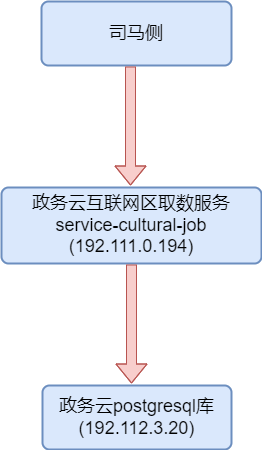 司马侧
政务云互联网区取数服务
service-cultural-job
(192.111.0.194)
政务云postgresql库
(192.112.3.20)